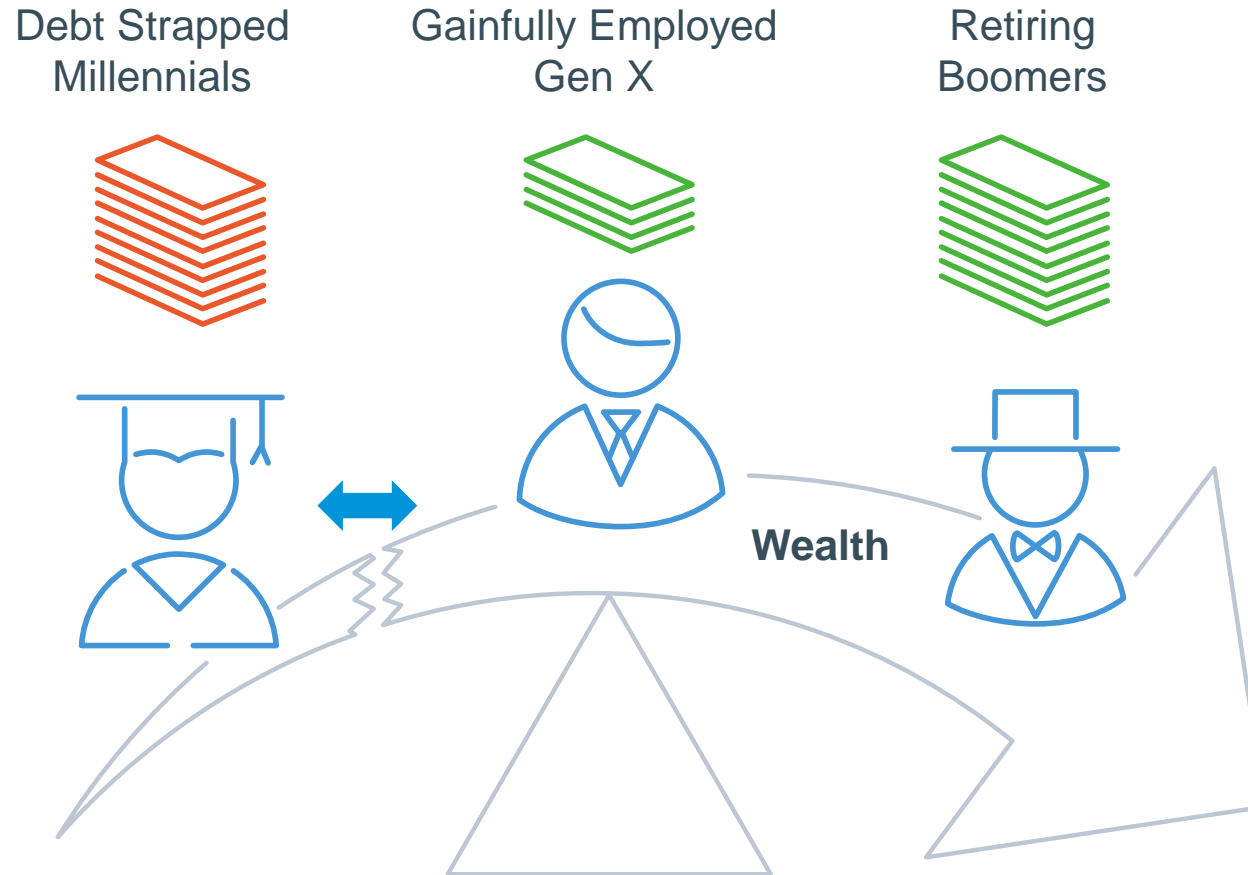 Debt Strapped
Millennials
Gainfully Employed
Gen X
Retiring
Boomers
Wealth